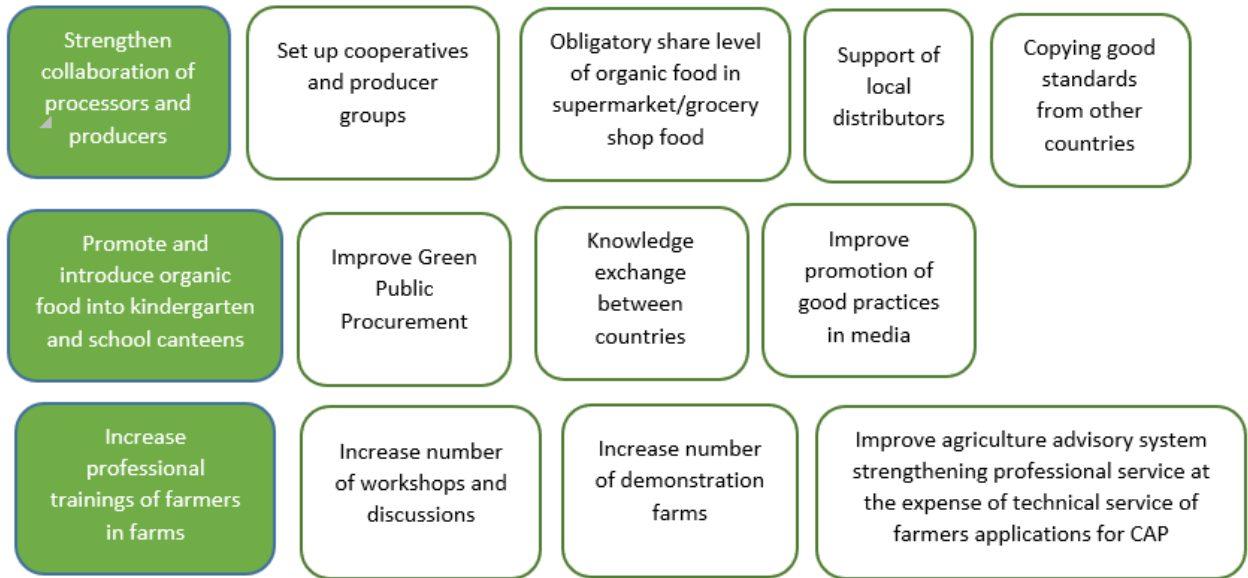 Strengthen
collaboration of
processors and
producers
Set up cooperatives
and producer
groups
Obligatory share level
of organic food in
supermarket/grocery
shop food
Support of
local
distributors
Copying good
standards
from other
countries
Promote and
introduce organic
food into kindergarten
and school canteens
Improve Green
Public
Procurement
Knowledge
exchange
between
countries
Improve
promotion of
good practices
in media
Increase
professional
trainings of farmers
in farms
Increase number
of workshops and
discussions
Increase number
of demonstration
farms
Improve agriculture advisory system
strengthening professional service at
the expense of technical service of
farmers applications for CAP